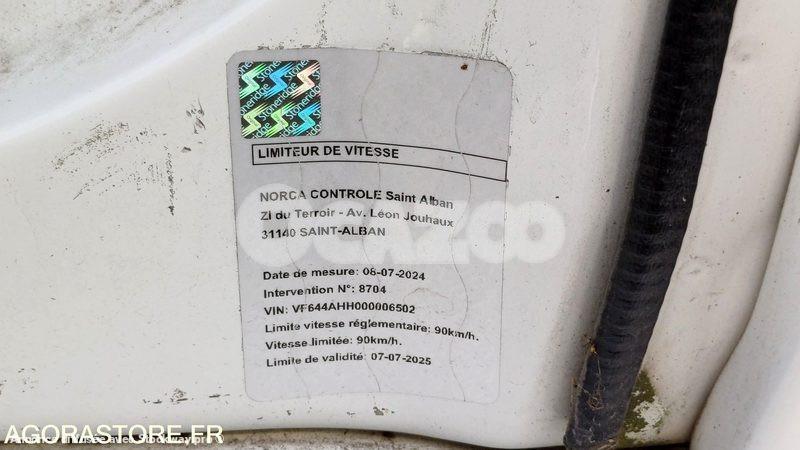 Stoneridge
LIMITEUR DE VITESSE
NORCA CONTROLE Saint Alban
ZI du Terroir - Av. Léon Jouhaux
31140 SAINT-ALBAN
OCAZOO
Date de mesure: 08-07-2024
Intervention N°: 8704
VIN: VF644AHH000006502
Limite vitesse réglementaire: 90km/h.
Vitesse limitée: 90km/h.
Limite de validité: 07-07-2025
AGORASTORE.FR